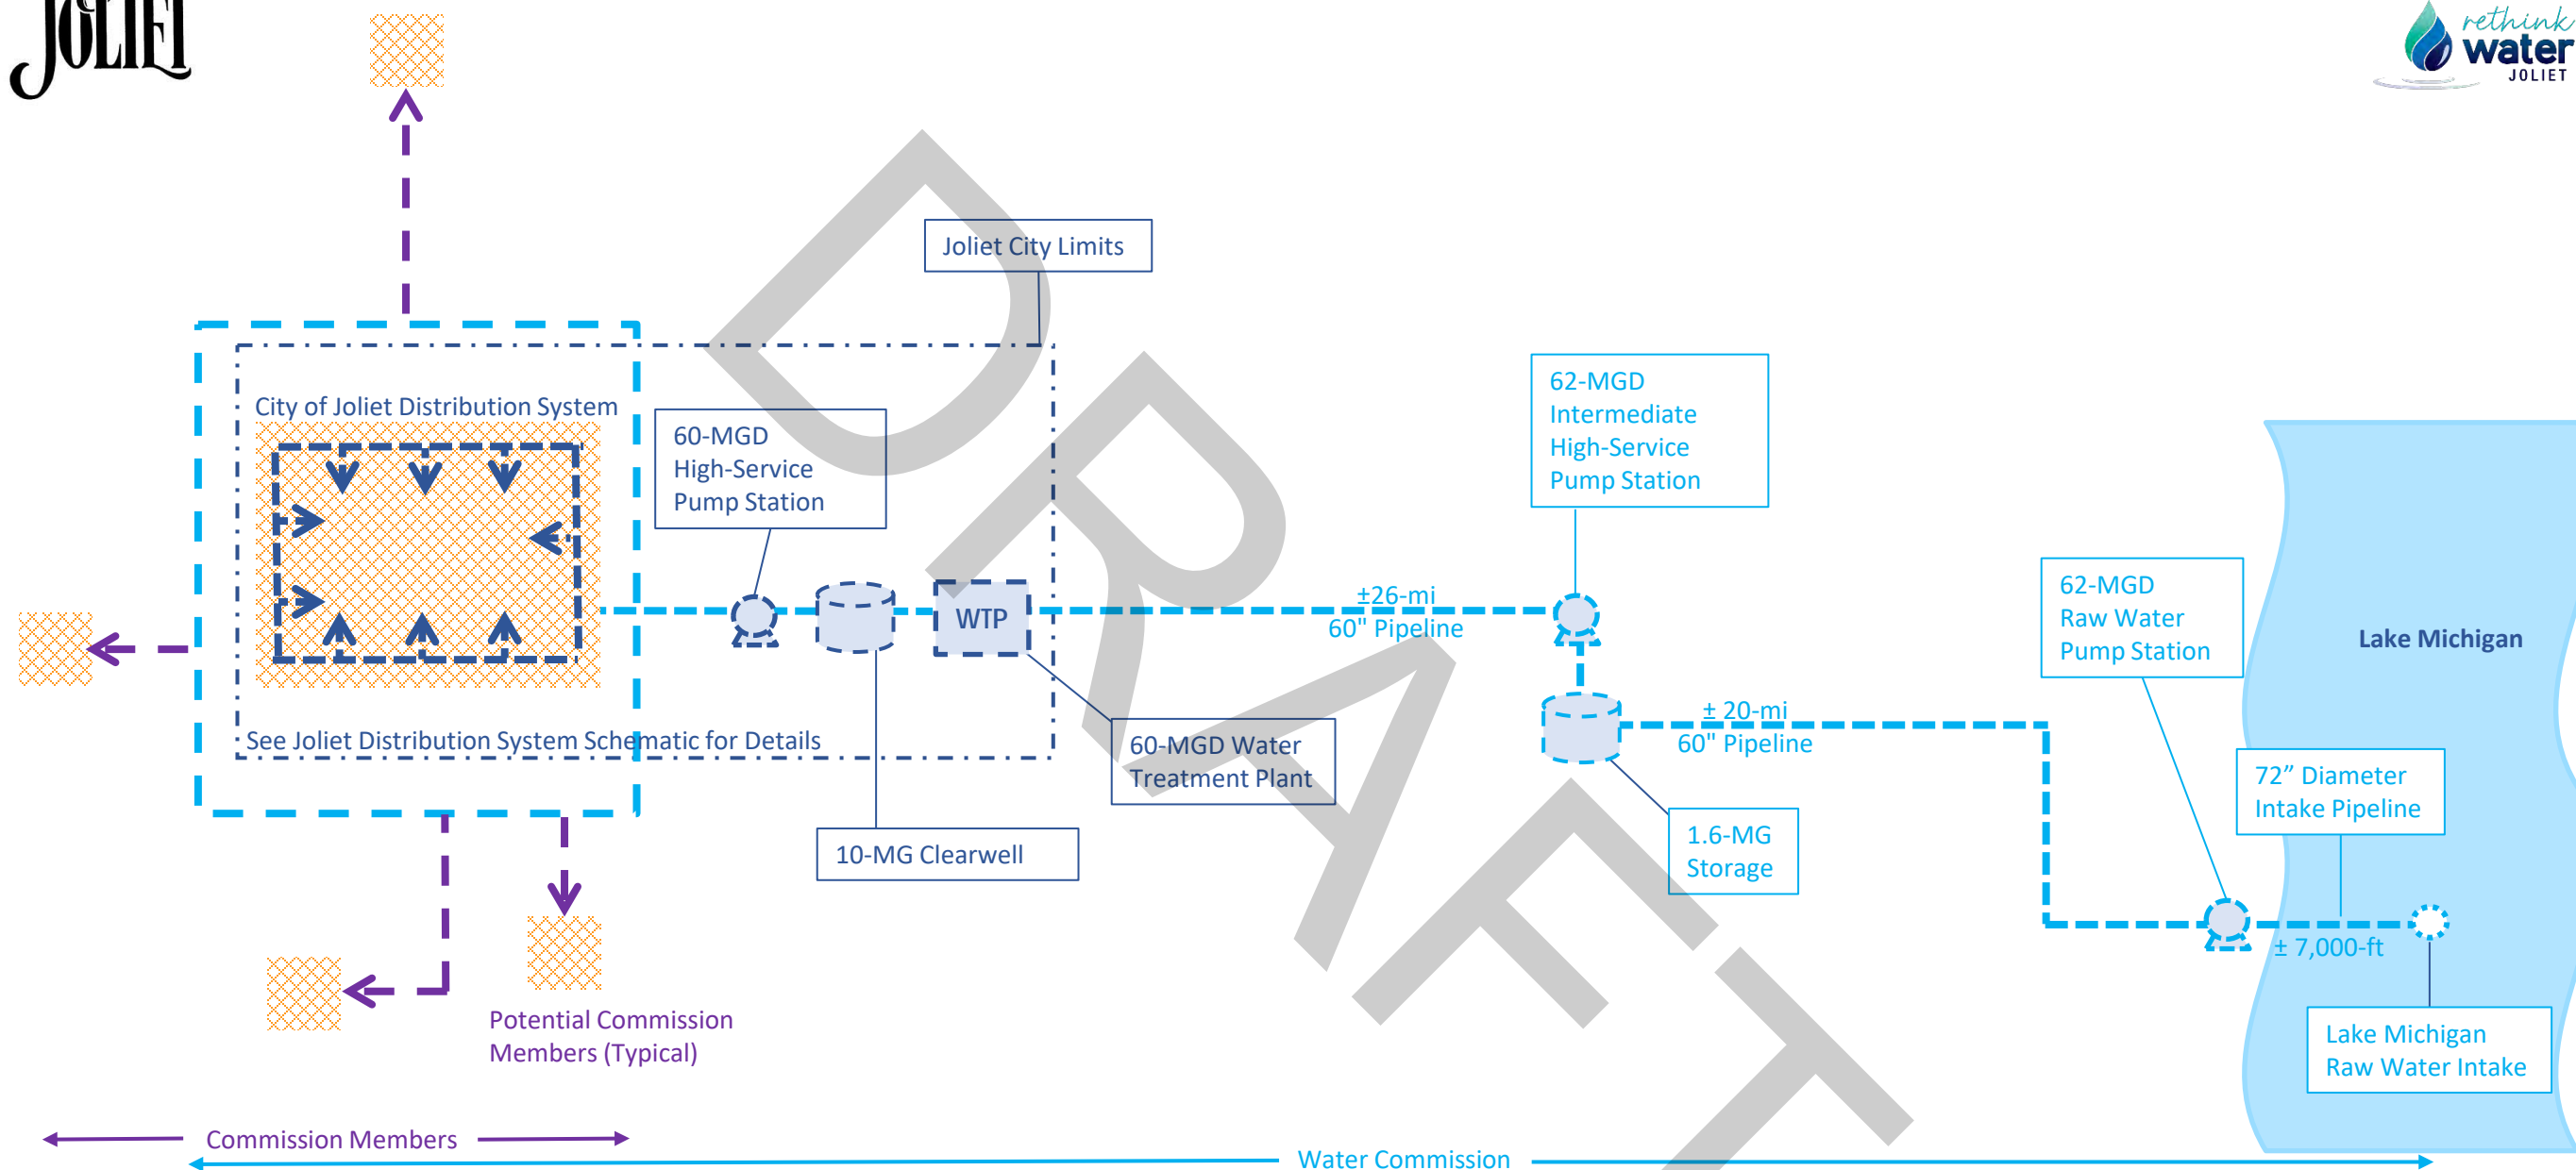 JOLIET
rethink
water
JOLIET
Joliet City Limits
City of Joliet Distribution System
60-MGD
High-Service
Pump Station
62-MGD
Intermediate
High-Service
Pump Station
62-MGD
Raw Water
Pump Station
Lake Michigan
WTP
±26-mi
60" Pipeline
± 20-mi
60" Pipeline
See Joliet Distribution System Schematic for Details
60-MGD Water
Treatment Plant
72” Diameter
Intake Pipeline
10-MG Clearwell
1.6-MG
Storage
± 7,000-ft
Potential Commission
Members (Typical)
Lake Michigan
Raw Water Intake
Commission Members
Water Commission
DRAFT